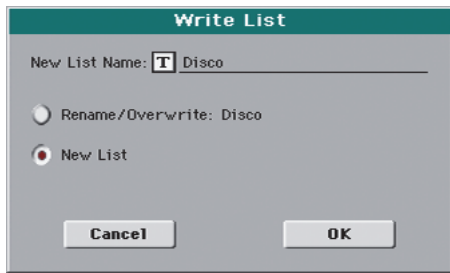 Write List
New List Name: T Disco
Rename/Overwrite: Disco
New List
Cancel OK